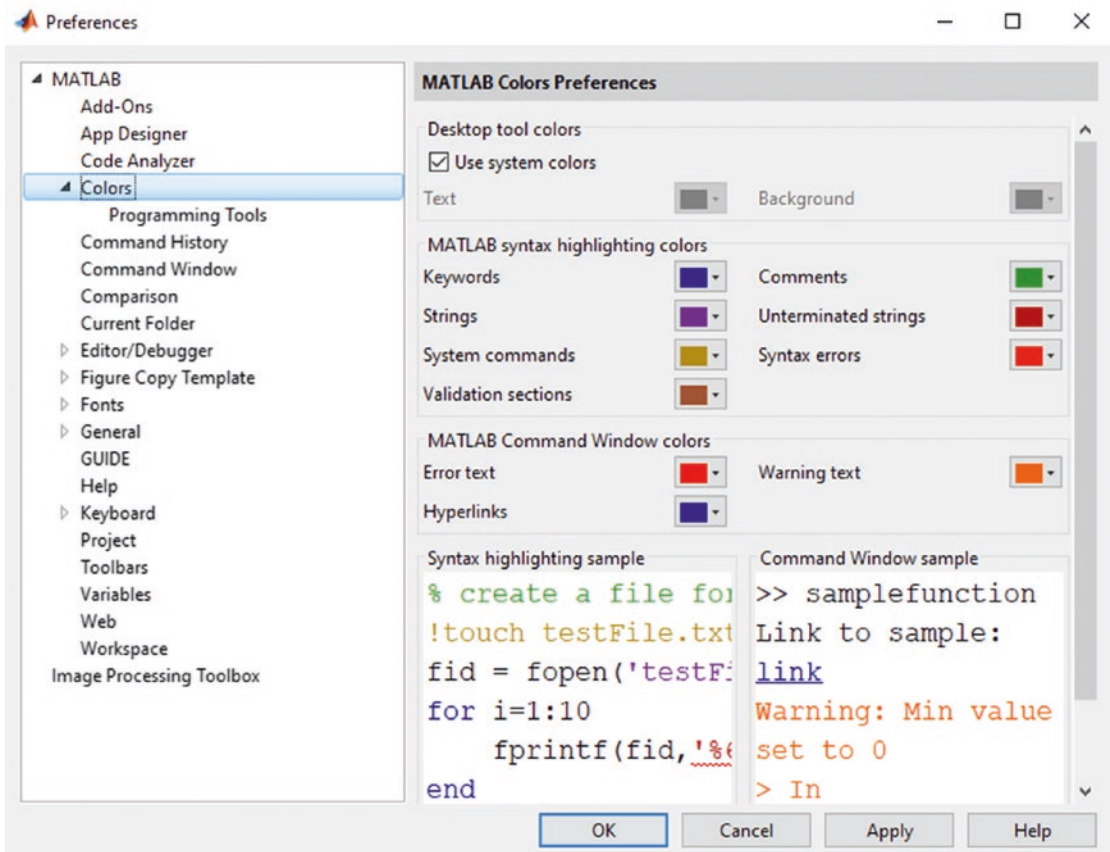 Preferences
MATLAB
Add-Ons
App Designer
Code Analyzer
Colors
Programming Tools
Command History
Command Window
Comparison
Current Folder
Editor/Debugger
Figure Copy Template
Fonts
General
GUIDE
Help
Keyboard
Project
Toolbars
Variables
Web
Workspace
Image Processing Toolbox
MATLAB Colors Preferences
Desktop tool colors
Use system colors
Text Background
MATLAB syntax highlighting colors
Keywords Comments
Strings Unterminated strings
System commands Syntax errors
Validation sections
MATLAB Command Window colors
Error text Warning text
Hyperlinks
Syntax highlighting sample
% create a file for
!touch testFile.txt
fid = fopen('testFi
for i=1:10
fprintf(fid,'%6
end
Command Window sample
>> samplefunction
Link to sample:
link
Warning: Min value
set to 0
> In
OK Cancel Apply Help